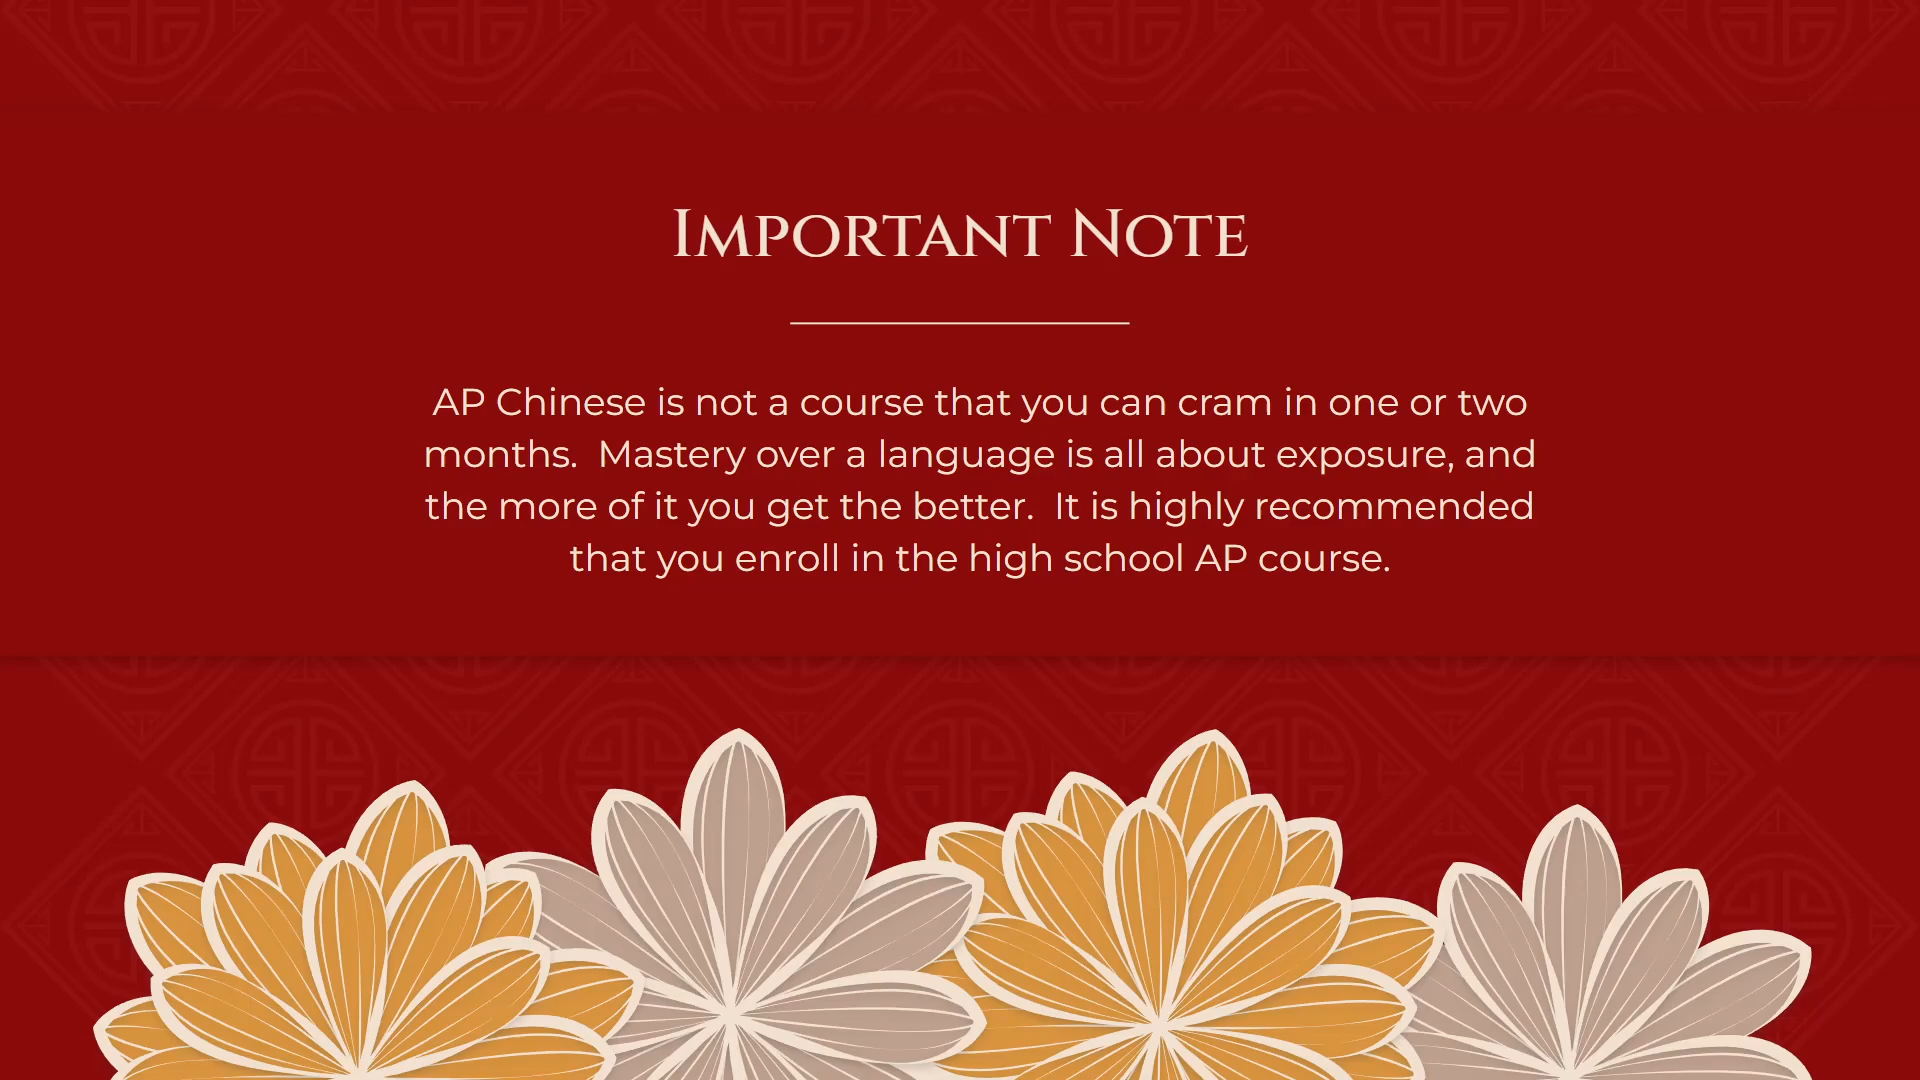 Important Note
AP Chinese is not a course that you can cram in one or two
months.  Mastery over a language is all about exposure, and
the more of it you get the better.  It is highly recommended
that you enroll in the high school AP course.